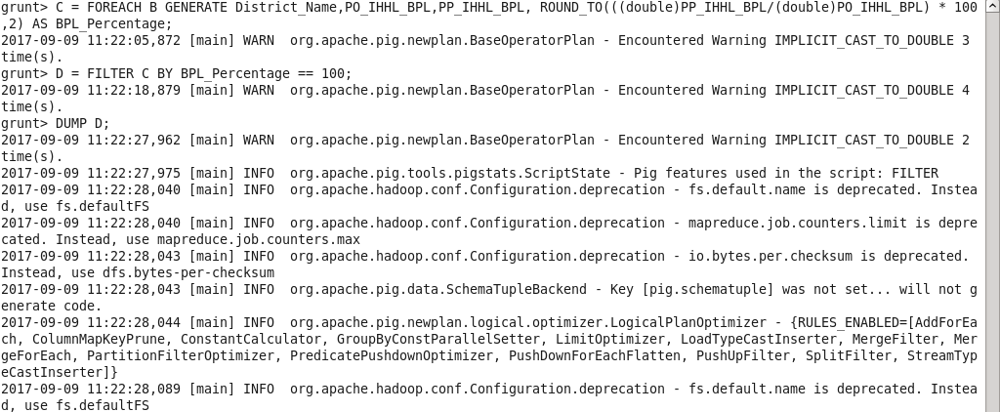 grunt> C = FOREACH B GENERATE District_Name,PO_IHHL_BPL,PP_IHHL_BPL, ROUND_TO(((double)PP_IHHL_BPL/(double)PO_IHHL_BPL) * 100
,2) AS BPL_Percentage;
2017-09-09 11:22:05,872 [main] WARN  org.apache.pig.newplan.BaseOperatorPlan - Encountered Warning IMPLICIT_CAST_TO_DOUBLE 3
time(s).
grunt> D = FILTER C BY BPL_Percentage == 100;
2017-09-09 11:22:18,879 [main] WARN  org.apache.pig.newplan.BaseOperatorPlan - Encountered Warning IMPLICIT_CAST_TO_DOUBLE 4
time(s).
grunt> DUMP D;
2017-09-09 11:22:27,962 [main] WARN  org.apache.pig.newplan.BaseOperatorPlan - Encountered Warning IMPLICIT_CAST_TO_DOUBLE 2
time(s).
2017-09-09 11:22:27,975 [main] INFO  org.apache.pig.tools.pigstats.ScriptState - Pig features used in the script: FILTER
2017-09-09 11:22:28,040 [main] INFO  org.apache.hadoop.conf.Configuration.deprecation - fs.default.name is deprecated. Instea
d, use fs.defaultFS
2017-09-09 11:22:28,040 [main] INFO  org.apache.hadoop.conf.Configuration.deprecation - mapreduce.job.counters.limit is depre
cated. Instead, use mapreduce.job.counters.max
2017-09-09 11:22:28,043 [main] INFO  org.apache.hadoop.conf.Configuration.deprecation - io.bytes.per.checksum is deprecated.
Instead, use dfs.bytes-per-checksum
2017-09-09 11:22:28,043 [main] INFO  org.apache.pig.data.SchemaTupleBackend - Key [pig.schematuple] was not set... will not g
enerate code.
2017-09-09 11:22:28,044 [main] INFO  org.apache.pig.newplan.logical.optimizer.LogicalPlanOptimizer - {RULES_ENABLED=[AddForEa
ch, ColumnMapKeyPrune, ConstantCalculator, GroupByConstParallelSetter, LimitOptimizer, LoadTypeCastInserter, MergeFilter, Mer
geForEach, PartitionFilterOptimizer, PredicatePushdownOptimizer, PushDownForEachFlatten, PushUpFilter, SplitFilter, StreamTyp
eCastInserter]}
2017-09-09 11:22:28,089 [main] INFO  org.apache.hadoop.conf.Configuration.deprecation - fs.default.name is deprecated. Instea
d, use fs.defaultFS